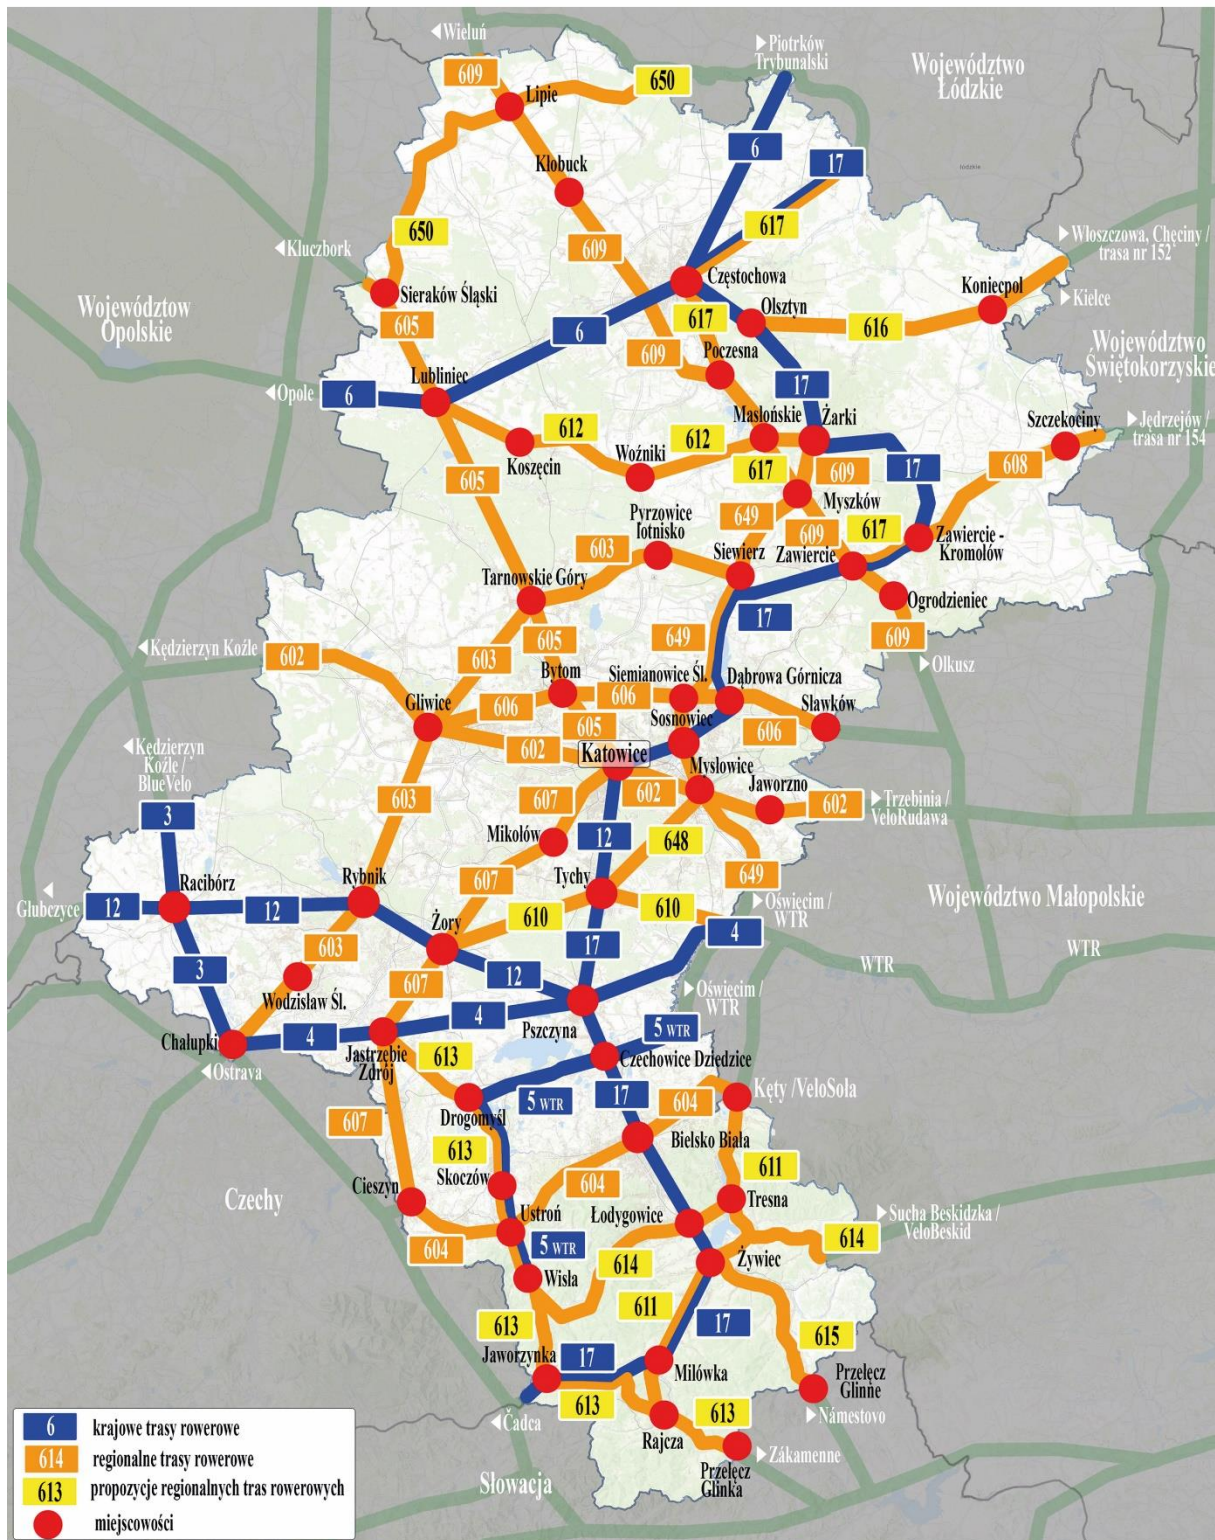 Wieluń
Piotrków
Trybunalski
Województwo
Łódzkie
609
650
Lipie
6
Kłobuck
17
617
650
609
Kluczbork
Włoszczowa, Chęciny /
trasa nr 152
Częstochowa
Koniecpol
Sieraków Śląski
Kielce
Województow
Opolskie
617
Olsztyn
616
605
6
609
Poczesna
Województwo
Świętokorzyskie
Lubliniec
17
6
Opole
Masłońskie
Żarki
Szczekociny
Jędrzejów /
trasa nr 154
612
612
Koszęcin
Woźniki
617
609
17
608
605
Myszków
649
Pyrzowice
lotnisko
609
617
603
Siewierz
Zawiercie
Zawiercie -
Kromołów
Tarnowskie Góry
Ogrodzieniec
17
649
609
605
Kędzierzyn Koźle
602
603
Olkusz
Bytom
Siemianowice Śl.
Dąbrowa Górnicza
Gliwice
606
606
Sławków
605
Sosnowiec
606
602
Katowice
Kędzierzyn
Koźle /
BlueVelo
Mysłowice
Jaworzno
603
607
602
602
Trzebinia /
VeloRudawa
3
Mikołów
12
648
649
Racibórz
Rybnik
607
Tychy
Województwo Małopolskie
Głubczyce
12
12
Żory
610
610
Oświęcim /
WTR
4
603
17
WTR
WTR
3
Wodzisław Śl.
607
12
Oświęcim /
WTR
Chałupki
4
4
Pszczyna
5 WTR
Jastrzębie
Zdrój
613
Czechowice Dziedzice
Ostrava
5 WTR
17
604
Kęty /VeloSoła
Drogomyśl
607
613
Bielsko Biała
Skoczów
611
Czechy
Cieszyn
604
Tresna
Ustroń
Łodygowice
Sucha Beskidzka /
VeloBeskid
604
5 WTR
614
614
Żywiec
Wisła
611
613
17
615
Jaworzynka
17
Milówka
Przełęcz
Glinne
613
613
Čadca
Rajcza
Námestovo
Zákamenne
Przełęcz
Glinka
Słowacja
6 krajowe trasy rowerowe
614 regionalne trasy rowerowe
613 propozycje regionalnych tras rowerowych
miejscowości